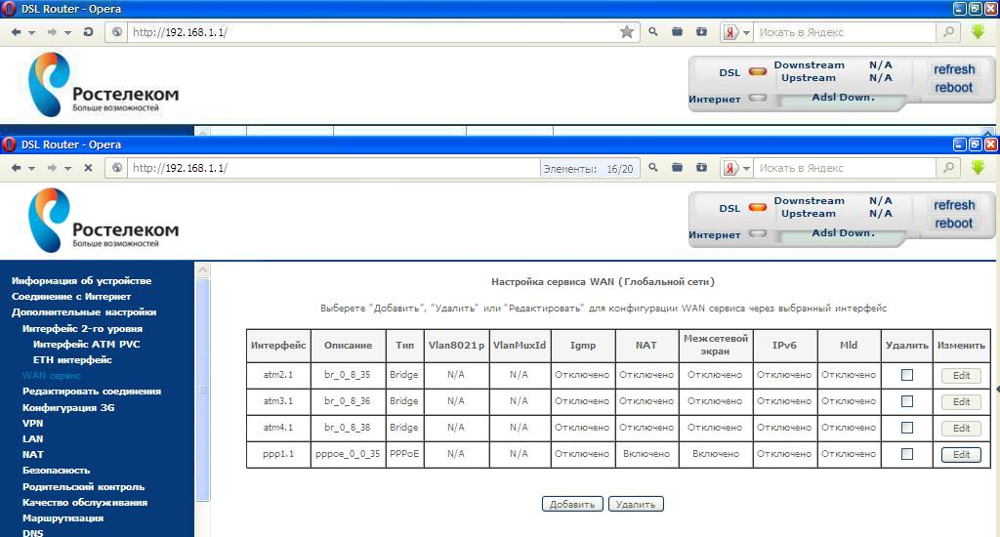 DSL Router - Opera
http://192.168.1.1/
Я Искать в Яндекс
Ростелеком
Больше возможностей
DSL Downstream N/A
Upstream N/A
Интернет Adsl Down.
refresh
reboot
DSL Router - Opera
http://192.168.1.1/ Элементы: 16/20
Я Искать в Яндекс
Ростелеком
Больше возможностей
DSL Downstream N/A
Upstream N/A
Интернет Adsl Down.
refresh
reboot
Информация об устройстве
Соединение с Интернет
Дополнительные настройки
Интерфейс 2-го уровня
Интерфейс ATM PVC
ETH интерфейс
WAN сервис
Редактировать соединения
Конфигурация 3G
VPN
LAN
NAT
Безопасность
Родительский контроль
Качество обслуживания
Маршрутизация
DNS
Настройка сервиса WAN (Глобальной сети)
Выберете "Добавить", "Удалить" или "Редактировать" для конфигурации WAN сервиса через выбранный интерфейс
Интерфейс Описание Тип Vlan8021p VlanMuxId Igmp NAT Межсетевой экран IPv6 Mld Удалить Изменить
atm2.1 br_0_8_35 Bridge N/A N/A Отключено Отключено Отключено Отключено Отключено Edit
atm3.1 br_0_8_36 Bridge N/A N/A Отключено Отключено Отключено Отключено Отключено Edit
atm4.1 br_0_8_38 Bridge N/A N/A Отключено Отключено Отключено Отключено Отключено Edit
ppp1.1 pppoe_0_0_35 PPPoE N/A N/A Отключено Включено Включено Отключено Отключено Edit
Добавить Удалить